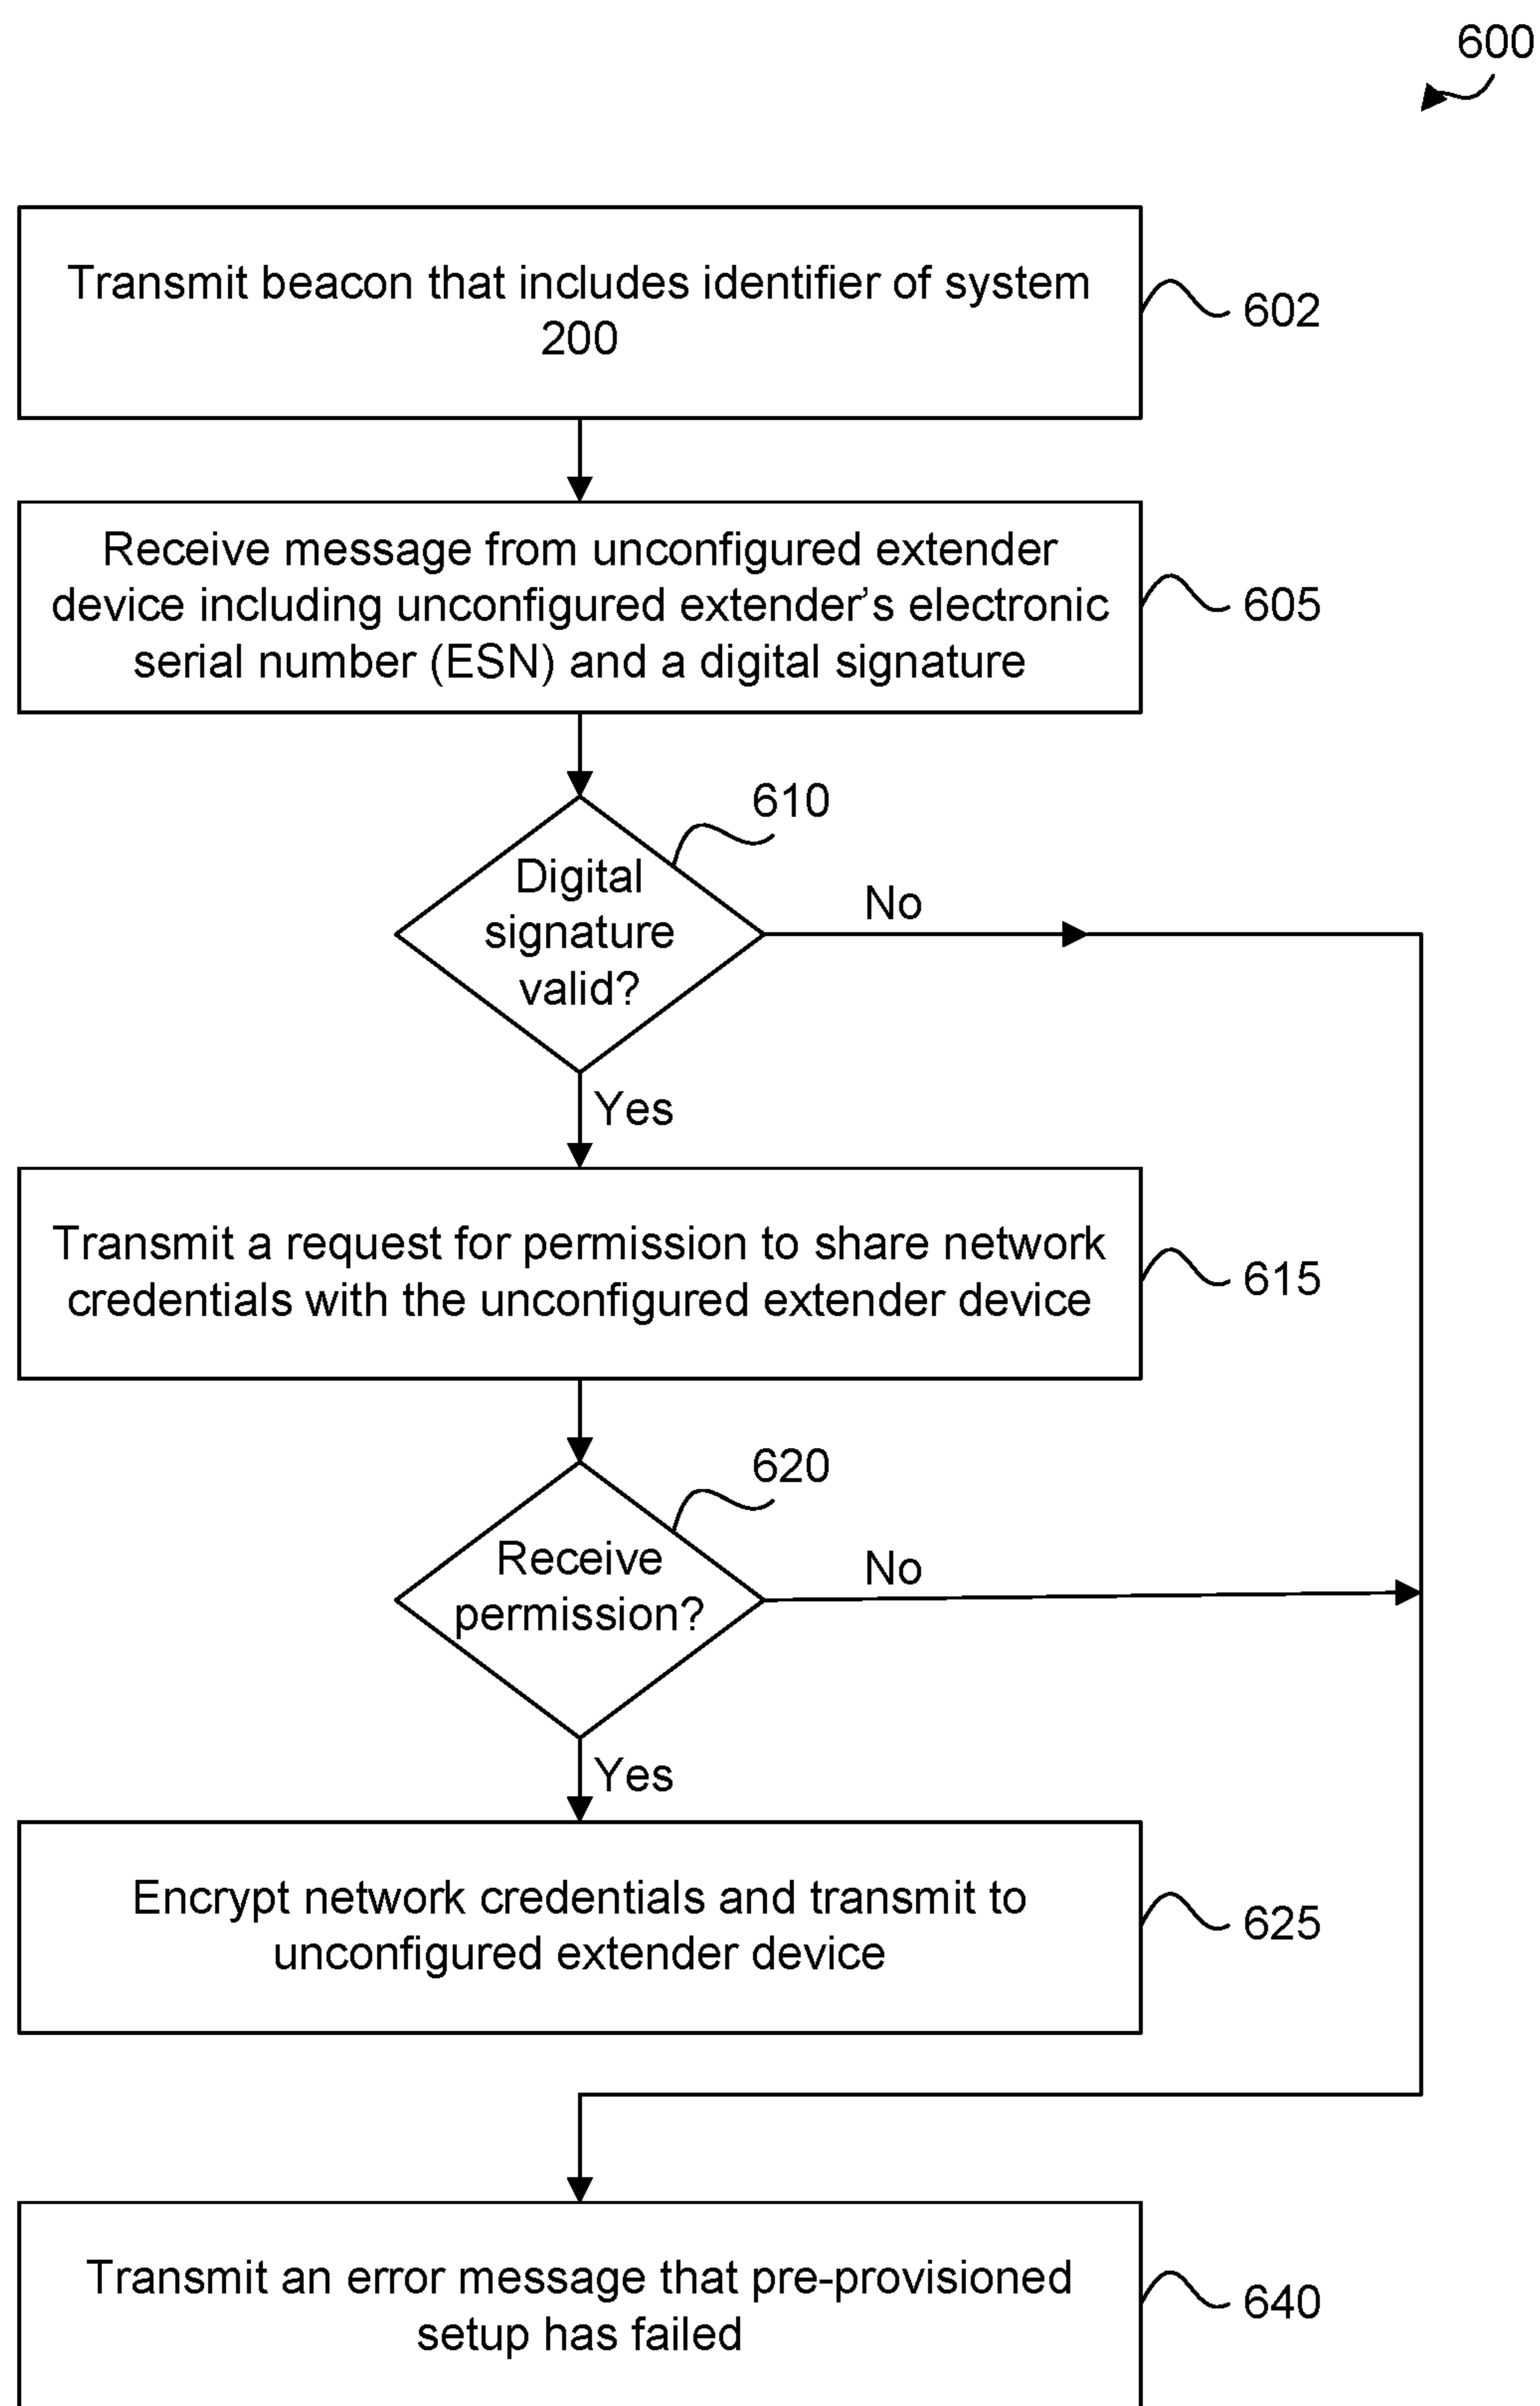 600
Transmit beacon that includes identifier of system
200
602
Receive message from unconfigured extender
device including unconfigured extender's electronic
serial number (ESN) and a digital signature
605
610
Digital
signature
valid?
No
Yes
Transmit a request for permission to share network
credentials with the unconfigured extender device
615
620
Receive
permission?
No
Yes
Encrypt network credentials and transmit to
unconfigured extender device
625
Transmit an error message that pre-provisioned
setup has failed
640